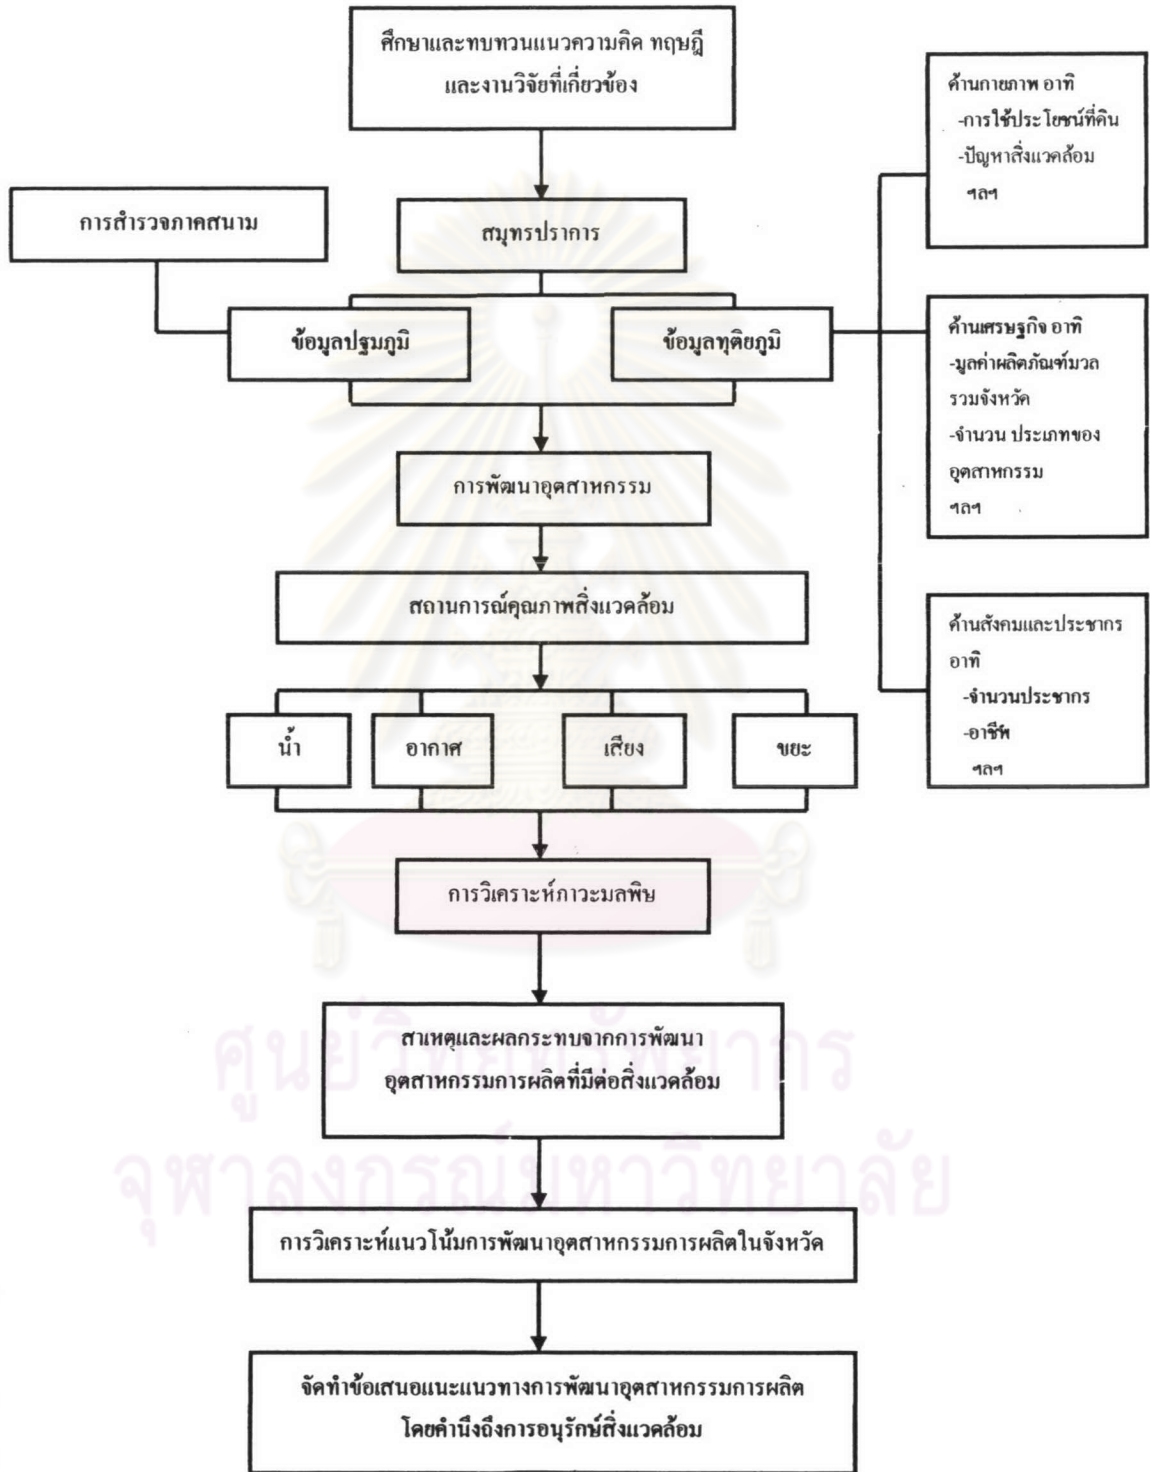 ศึกษาและทบทวนแนวความคิด ทฤษฎี
และงานวิจัยที่เกี่ยวข้อง
การสำรวจภาคสนาม
สมุทรปราการ
ข้อมูลปฐมภูมิ
ข้อมูลทุติยภูมิ
ด้านกายภาพ อาทิ
-การใช้ประโยชน์ที่ดิน
-ปัญหาสิ่งแวดล้อม
ฯลฯ
ด้านเศรษฐกิจ อาทิ
-มูลค่าผลิตภัณฑ์มวล
รวมจังหวัด
-จำนวน ประเภทของ
อุตสาหกรรม
ฯลฯ
ด้านสังคมและประชากร
อาทิ
-จำนวนประชากร
-อาชีพ
ฯลฯ
การพัฒนาอุตสาหกรรม
สถานการณ์คุณภาพสิ่งแวดล้อม
น้ำ
อากาศ
เสียง
ขยะ
การวิเคราะห์ภาวะมลพิษ
สาเหตุและผลกระทบจากการพัฒนา
อุตสาหกรรมการผลิตที่มีต่อสิ่งแวดล้อม
ศูนย์วิทยทรัพยากร
จุฬาลงกรณ์มหาวิทยาลัย
การวิเคราะห์แนวโน้มการพัฒนาอุตสาหกรรมการผลิตในจังหวัด
จัดทำข้อเสนอแนะแนวทางการพัฒนาอุตสาหกรรมการผลิต
โดยคำนึงถึงการอนุรักษ์สิ่งแวดล้อม